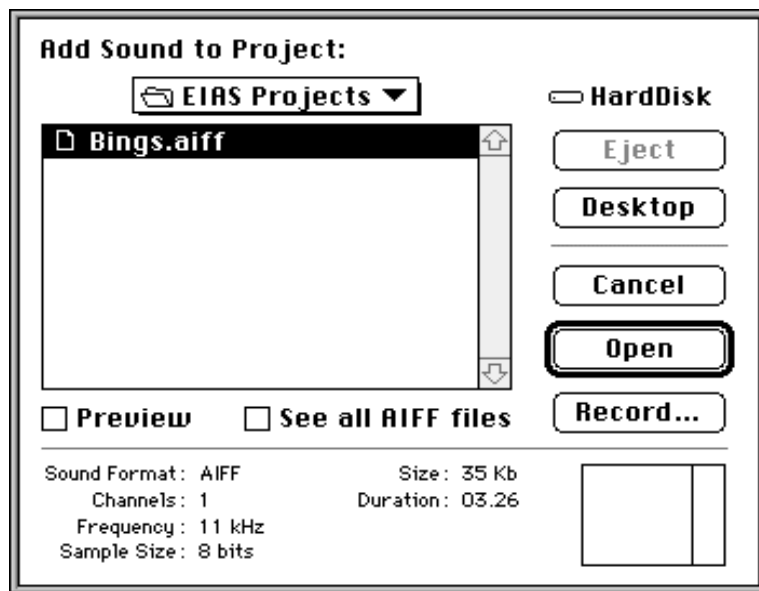 Add Sound to Project:
EIAS Projects
HardDisk
Bings.aiff
Eject
Desktop
Cancel
Open
Preview
See all AIFF files
Record...
Sound Format: AIFF
Size: 35 Kb
Channels: 1
Duration: 03.26
Frequency: 11 kHz
Sample Size: 8 bits